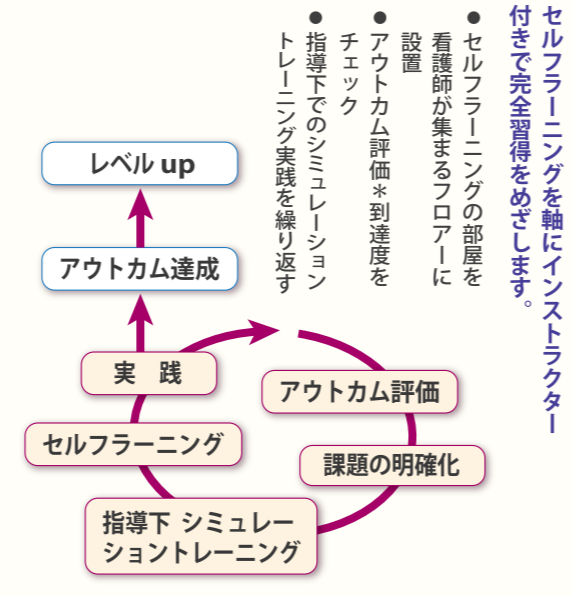 セルフラーニングを軸にインストラクター
付きで完全習得をめざします。
● セルフラーニングの部屋を
看護師が集まるフロアーに
設置
● アウトカム評価＊到達度を
チェック
● 指導下でのシミュレーション
トレーニング実践を繰り返す
レベル up
アウトカム達成
実　践
アウトカム評価
セルフラーニング
課題の明確化
指導下 シミュレー
ショントレーニング